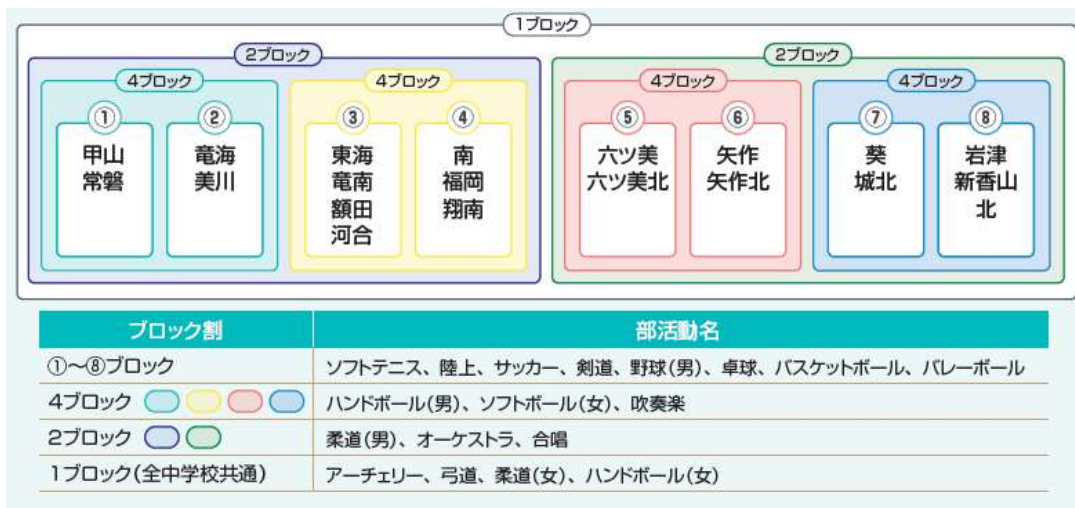 1ブロック
2ブロック
2ブロック
4ブロック
4ブロック
4ブロック
4ブロック
①
甲山
常磐
②
竜海
美川
③
東海
竜南
額田
河合
④
南
福岡
翔南
⑤
六ツ美
六ツ美北
⑥
矢作
矢作北
⑦
葵
城北
⑧
岩津
新香山
北
ブロック割 部活動名
①～⑧ブロック ソフトテニス、陸上、サッカー、剣道、野球(男)、卓球、バスケットボール、バレーボール
4ブロック ハンドボール(男)、ソフトボール(女)、吹奏楽
2ブロック 柔道(男)、オーケストラ、合唱
1ブロック(全中学校共通) アーチェリー、弓道、柔道(女)、ハンドボール(女)